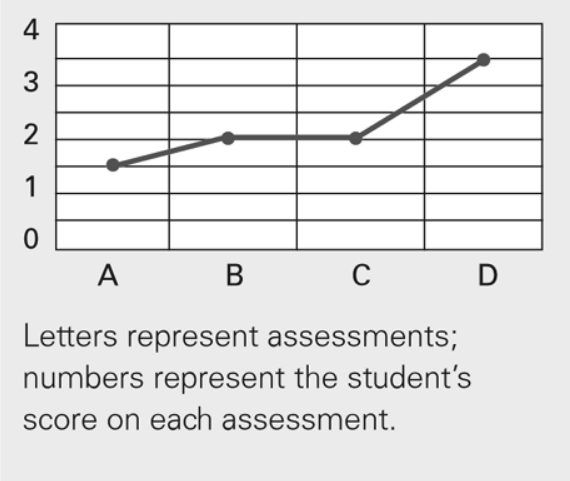 4
3
2
1
0
A B C D
Letters represent assessments;
numbers represent the student's
score on each assessment.